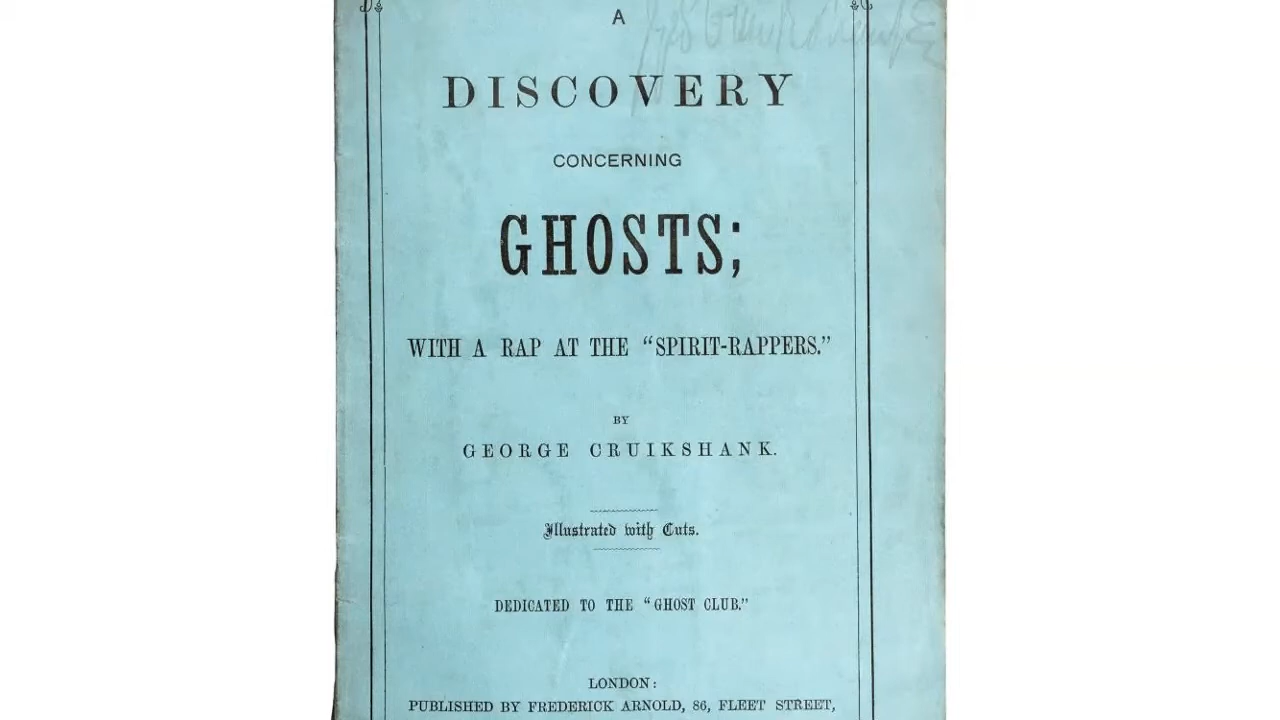 A
DISCOVERY
CONCERNING
GHOSTS;
WITH A RAP AT THE “SPIRIT-RAPPERS.”
BY
GEORGE CRUIKSHANK.
Illustrated with Cuts.
DEDICATED TO THE “GHOST CLUB.”
LONDON:
PUBLISHED BY FREDERICK ARNOLD, 86, FLEET STREET,